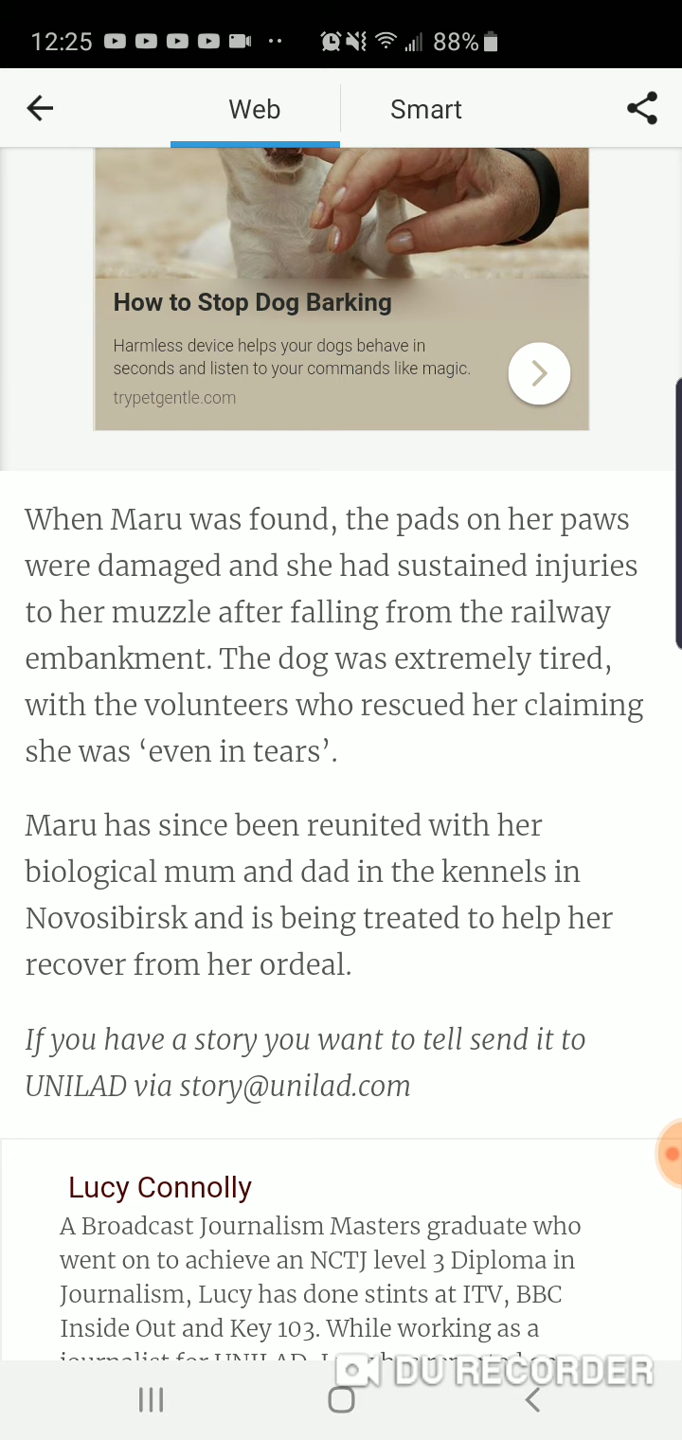 12:25
88%
Web
Smart
How to Stop Dog Barking
Harmless device helps your dogs behave in
seconds and listen to your commands like magic.
trypetgentle.com
When Maru was found, the pads on her paws
were damaged and she had sustained injuries
to her muzzle after falling from the railway
embankment. The dog was extremely tired,
with the volunteers who rescued her claiming
she was ‘even in tears’.
Maru has since been reunited with her
biological mum and dad in the kennels in
Novosibirsk and is being treated to help her
recover from her ordeal.
If you have a story you want to tell send it to
UNILAD via story@unilad.com
Lucy Connolly
A Broadcast Journalism Masters graduate who
went on to achieve an NCTJ level 3 Diploma in
Journalism, Lucy has done stints at ITV, BBC
Inside Out and Key 103. While working as a
journalist for UNILAD, Lucy
DU RECORDER